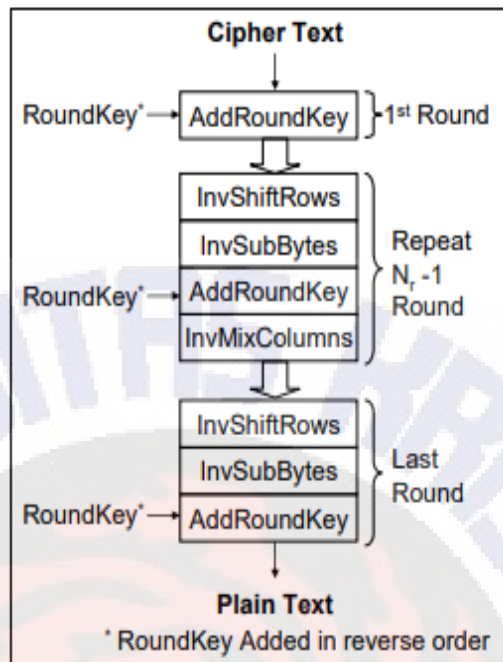 Cipher Text
RoundKey* AddRoundKey 1st Round
InvShiftRows
InvSubBytes
RoundKey* AddRoundKey
InvMixColumns
Repeat
Nr -1
Round
InvShiftRows
InvSubBytes
RoundKey* AddRoundKey
Last
Round
Plain Text
* RoundKey Added in reverse order